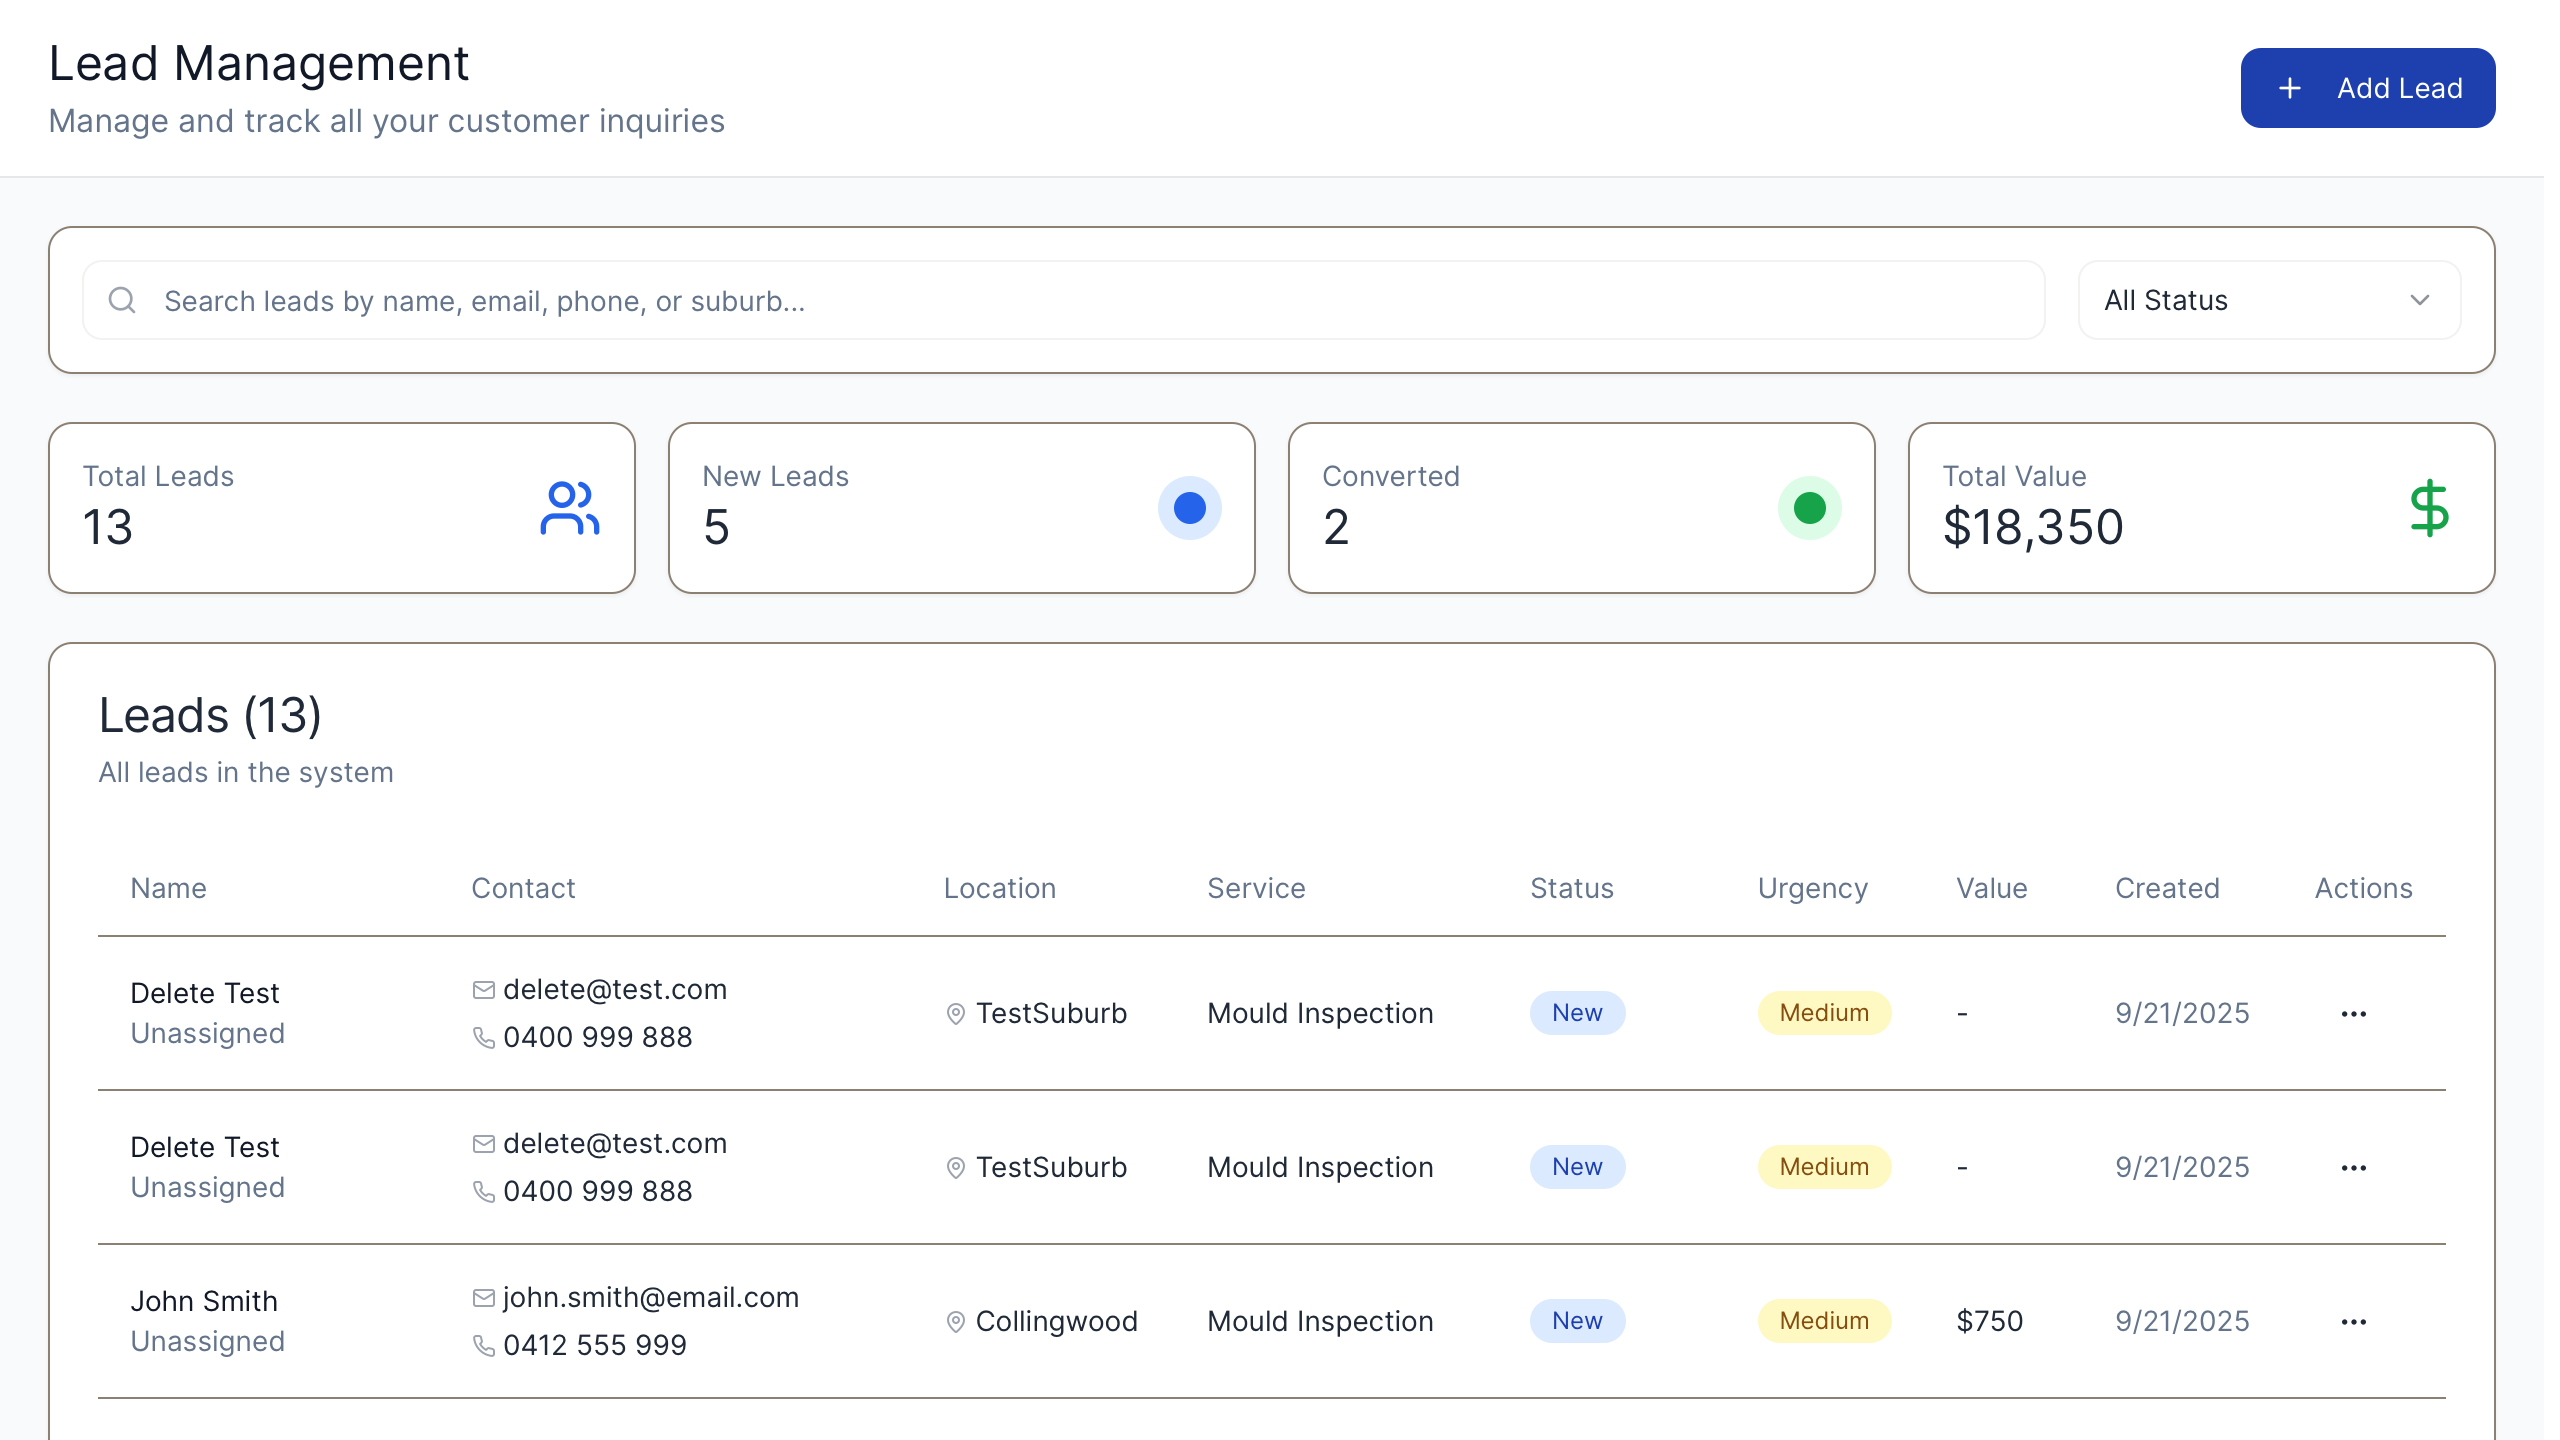 Lead Management
Manage and track all your customer inquiries
Add Lead
Search leads by name, email, phone, or suburb...
All Status
Total Leads
13
New Leads
5
Converted
2
Total Value
$18,350
Leads (13)
All leads in the system
Name Contact Location Service Status Urgency Value Created Actions
Delete Test
Unassigned
delete@test.com
0400 999 888
TestSuburb
Mould Inspection
New
Medium
-
9/21/2025
Delete Test
Unassigned
delete@test.com
0400 999 888
TestSuburb
Mould Inspection
New
Medium
-
9/21/2025
John Smith
Unassigned
john.smith@email.com
0412 555 999
Collingwood
Mould Inspection
New
Medium
$750
9/21/2025